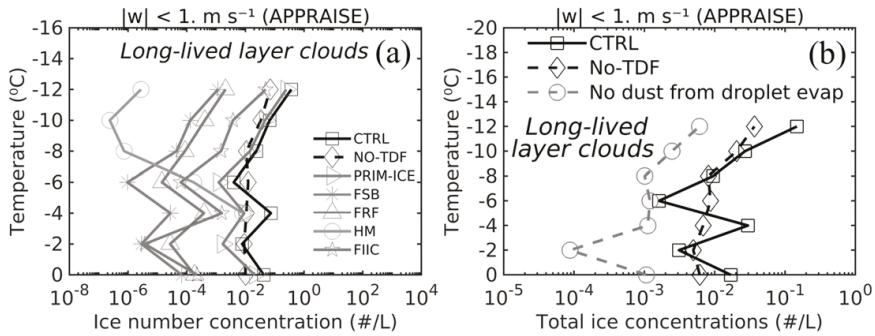 |w| < 1. m s⁻¹ (APPRAISE)
-16
-14
-12
-10
-8
-6
-4
-2
0
Temperature (ºC)
Long-lived layer clouds
(a)
CTRL
NO-TDF
PRIM-ICE
FSB
FRF
HM
FIIC
10⁻⁸ 10⁻⁶ 10⁻⁴ 10⁻² 10⁰ 10² 10⁴
Ice number concentration (#/L)
|w| < 1. m s⁻¹ (APPRAISE)
-20
-18
-16
-14
-12
-10
-8
-6
-4
-2
0
Temperature (ºC)
CTRL
(b)
No-TDF
No dust from droplet evap
Long-lived
layer clouds
10⁻⁵ 10⁻⁴ 10⁻³ 10⁻² 10⁻¹ 10⁰
Total ice concentrations (#/L)